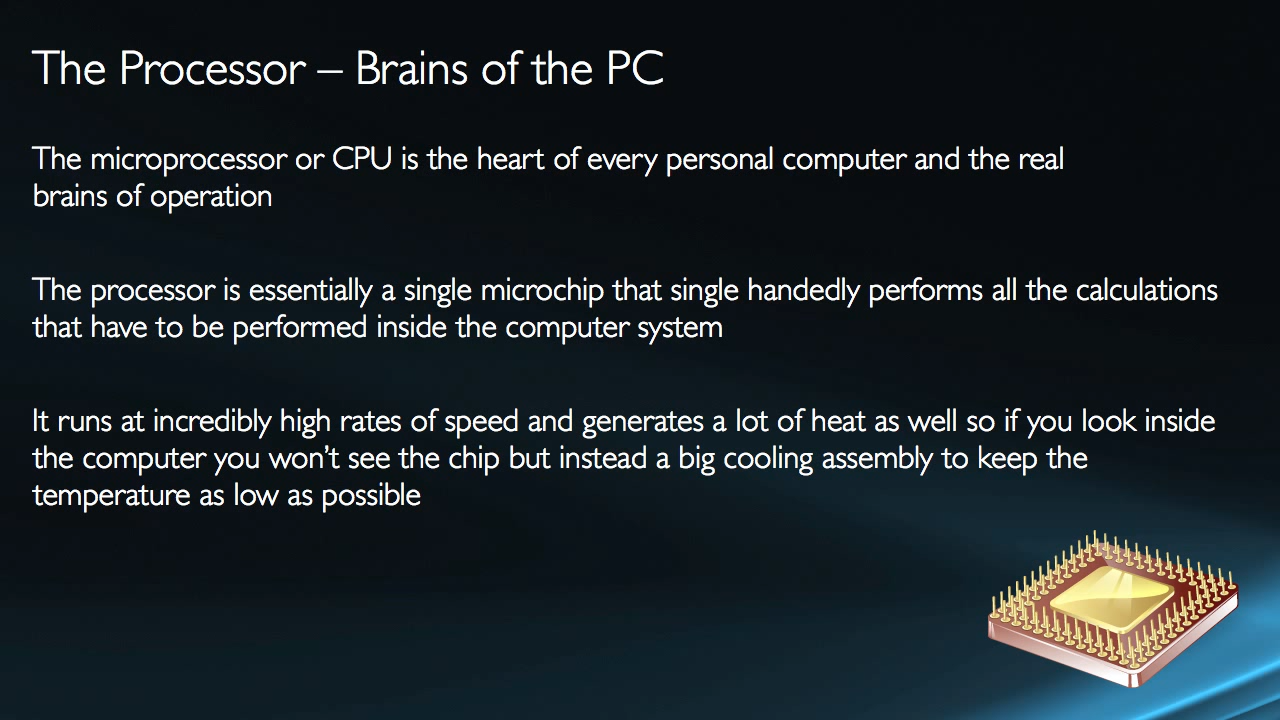 The Processor – Brains of the PC
The microprocessor or CPU is the heart of every personal computer and the real
brains of operation
The processor is essentially a single microchip that single handedly performs all the calculations
that have to be performed inside the computer system
It runs at incredibly high rates of speed and generates a lot of heat as well so if you look inside
the computer you won’t see the chip but instead a big cooling assembly to keep the
temperature as low as possible